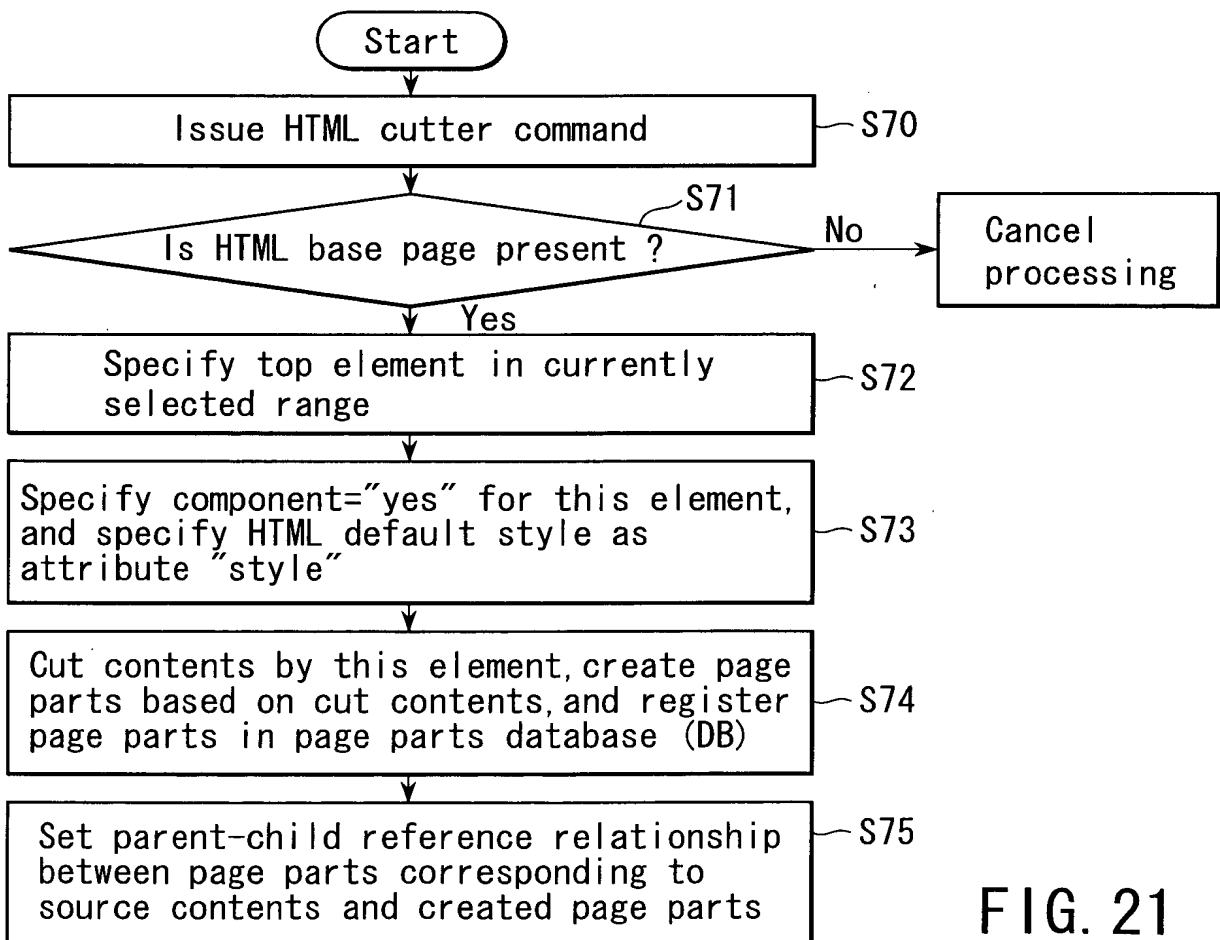 Start
Issue HTML cutter command
S70
S71
Is HTML base page present ?
No
Cancel
processing
Yes
Specify top element in currently
selected range
S72
Specify component="yes" for this element,
and specify HTML default style as
attribute "style"
S73
Cut contents by this element, create page
parts based on cut contents, and register
page parts in page parts database (DB)
S74
Set parent-child reference relationship
between page parts corresponding to
source contents and created page parts
S75
FIG. 21